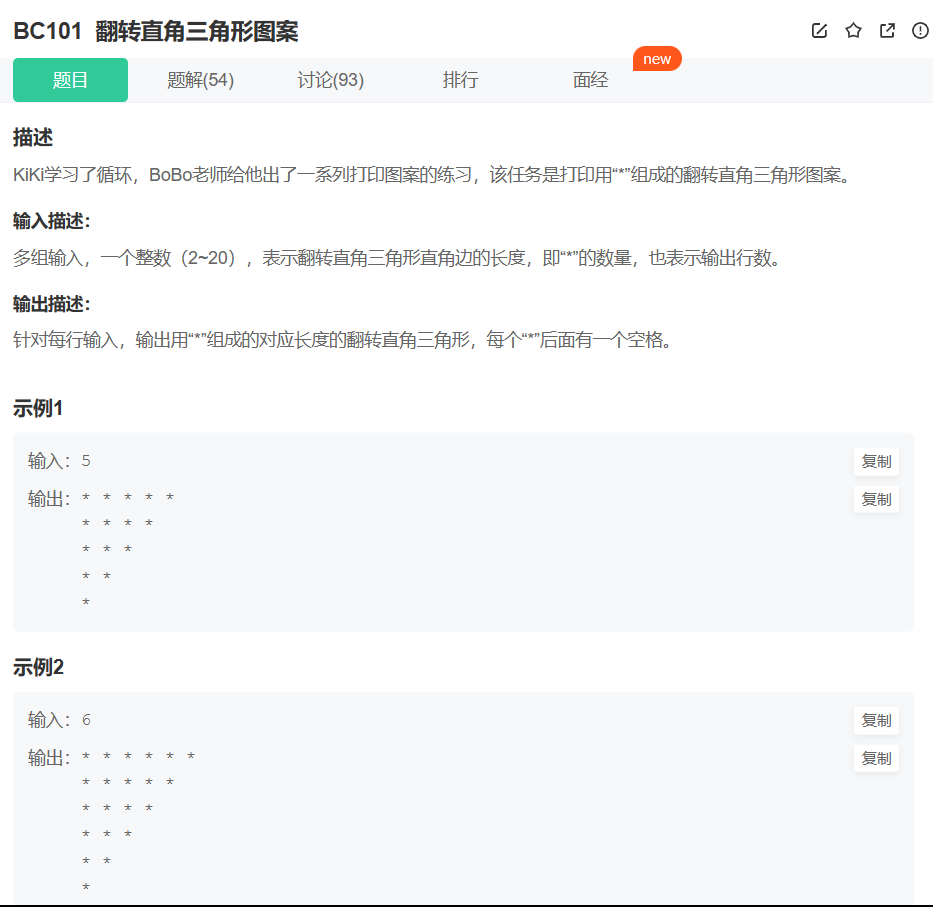 BC101 翻转直角三角形图案
题目 题解(54) 讨论(93) 排行 面经 new
描述
KiKi学习了循环，BoBo老师给他出了一系列打印图案的练习，该任务是打印用“*”组成的翻转直角三角形图案。
输入描述：
多组输入，一个整数（2~20），表示翻转直角三角形直角边的长度，即“*”的数量，也表示输出行数。
输出描述：
针对每行输入，输出用“*”组成的对应长度的翻转直角三角形，每个“*”后面有一个空格。
示例1
输入：5 复制
输出：* * * * * 复制
* * * *
* * *
* *
*
示例2
输入：6 复制
输出：* * * * * * 复制
* * * * *
* * * *
* * *
* *
*